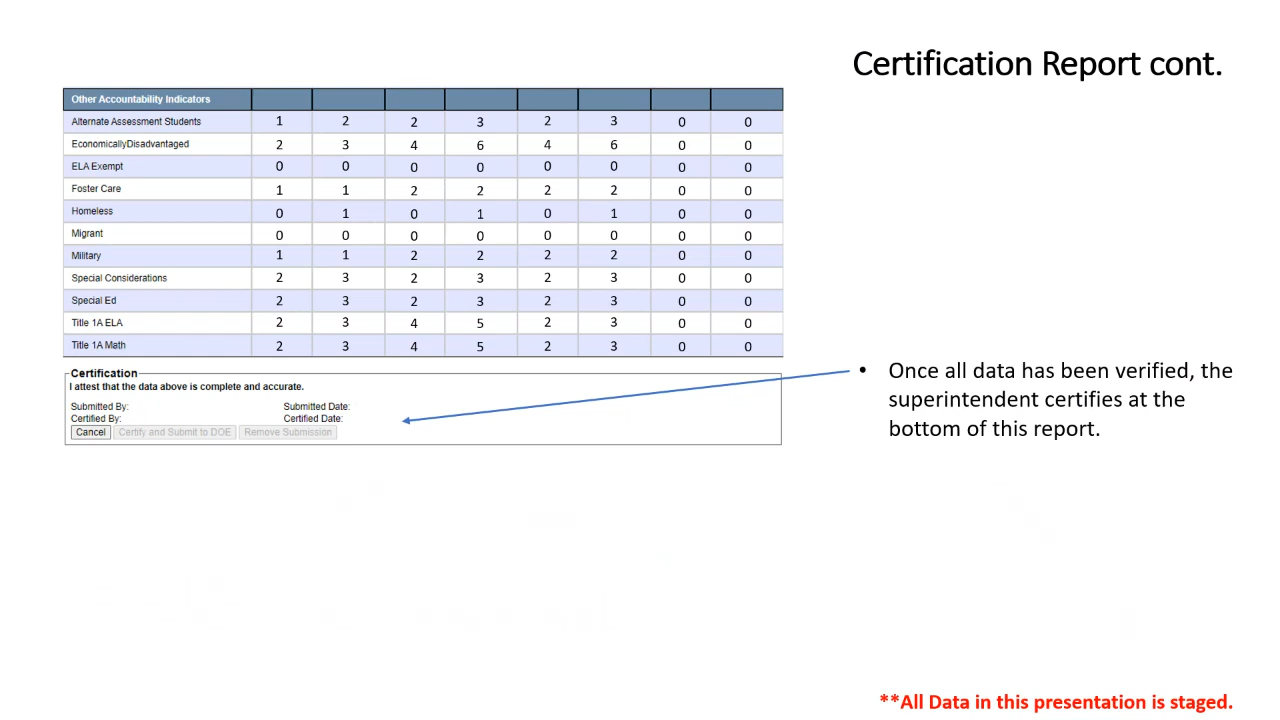 Certification Report cont.
Other Accountability Indicators
Alternate Assessment Students 1 2 2 3 2 3 0 0
EconomicallyDisadvantaged 2 3 4 6 4 6 0 0
ELA Exempt 0 0 0 0 0 0 0 0
Foster Care 1 1 2 2 2 2 0 0
Homeless 0 1 0 1 0 1 0 0
Migrant 0 0 0 0 0 0 0 0
Military 1 1 2 2 2 2 0 0
Special Considerations 2 3 2 3 2 3 0 0
Special Ed 2 3 2 3 2 3 0 0
Title 1A ELA 2 3 4 5 2 3 0 0
Title 1A Math 2 3 4 5 2 3 0 0
Certification
I attest that the data above is complete and accurate.
Submitted By: Submitted Date:
Certified By: Certified Date:
Cancel Certify and Submit to DOE Remove Submission
• Once all data has been verified, the
superintendent certifies at the
bottom of this report.
**All Data in this presentation is staged.